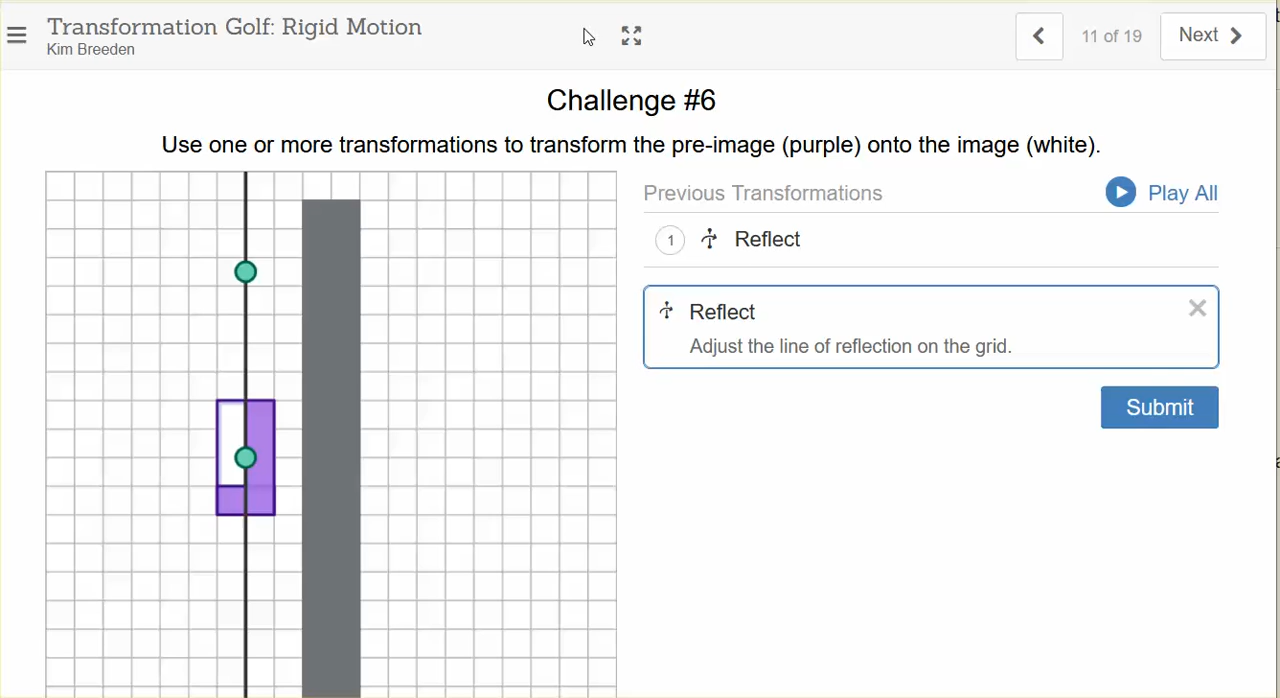 Transformation Golf: Rigid Motion
Kim Breeden
11 of 19
Next
Challenge #6
Use one or more transformations to transform the pre-image (purple) onto the image (white).
Previous Transformations
Play All
1 Reflect
Reflect
Adjust the line of reflection on the grid.
Submit